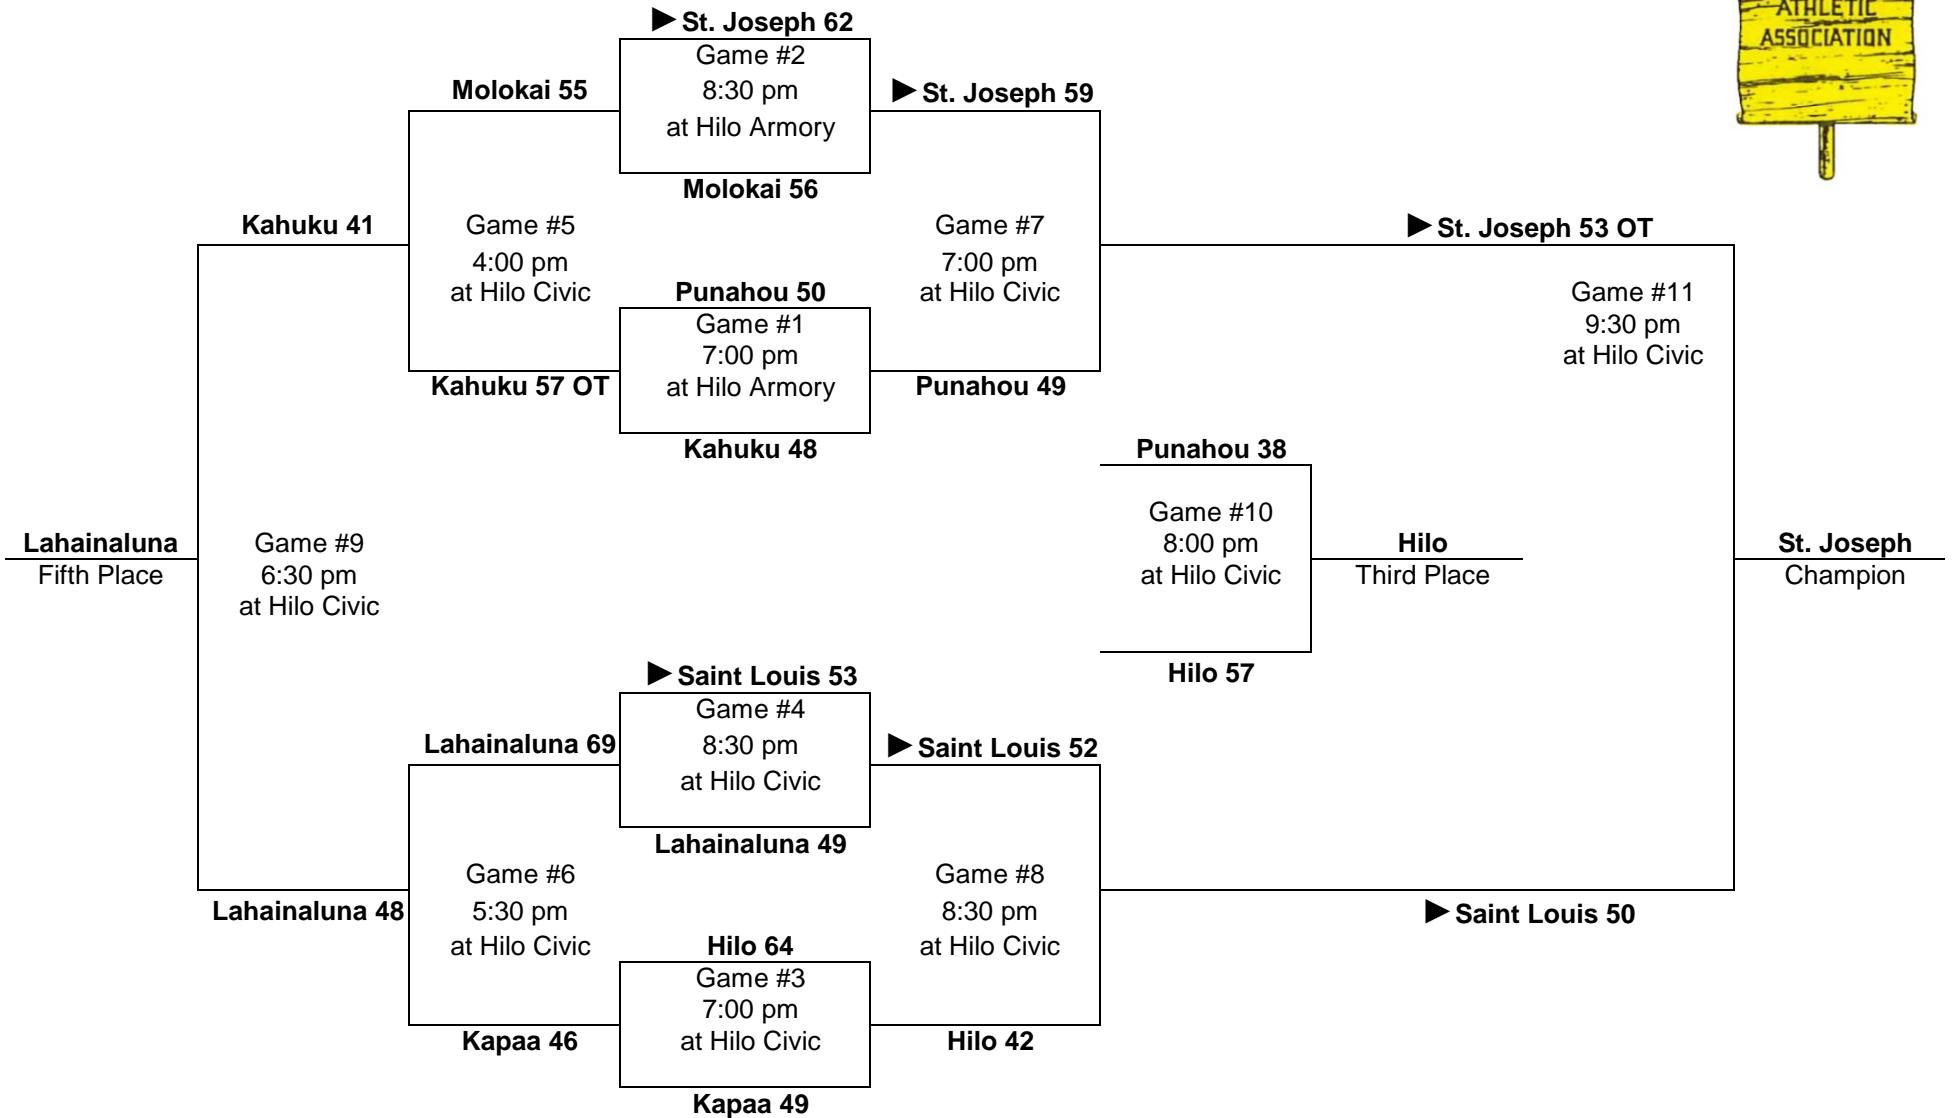 ATHLETIC
ASSOCIATION
► St. Joseph 62
Game #2
8:30 pm
at Hilo Armory
Molokai 56
Molokai 55
► St. Joseph 59
Kahuku 41
Game #5
4:00 pm
at Hilo Civic
Game #7
7:00 pm
at Hilo Civic
► St. Joseph 53 OT
Punahou 50
Game #1
7:00 pm
at Hilo Armory
Kahuku 48
Game #11
9:30 pm
at Hilo Civic
Kahuku 57 OT
Punahou 49
Punahou 38
Game #10
8:00 pm
at Hilo Civic
Hilo 57
Lahainaluna
Fifth Place
Game #9
6:30 pm
at Hilo Civic
Hilo
Third Place
St. Joseph
Champion
► Saint Louis 53
Game #4
8:30 pm
at Hilo Civic
Lahainaluna 49
Lahainaluna 69
► Saint Louis 52
Lahainaluna 48
Game #6
5:30 pm
at Hilo Civic
Game #8
8:30 pm
at Hilo Civic
► Saint Louis 50
Hilo 64
Game #3
7:00 pm
at Hilo Civic
Kapaa 49
Kapaa 46
Hilo 42